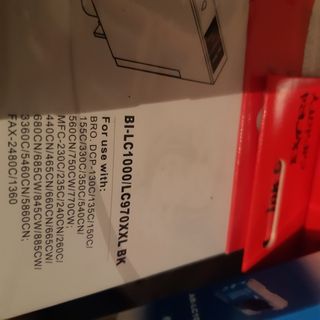 BI-LC1000/LC970XXL BK
For use with:
BRO. DCP-130C/135C/150C/
155C/330C/350C/540CN/
560CN/750CW/770CW;
MFC-230C/235C/240CN/260C/
440CN/465CN/660CN/665CW/
680CN/685CW/845CW/885CW/
3360C/5460CN/5860CN;
FAX-2480C/1360